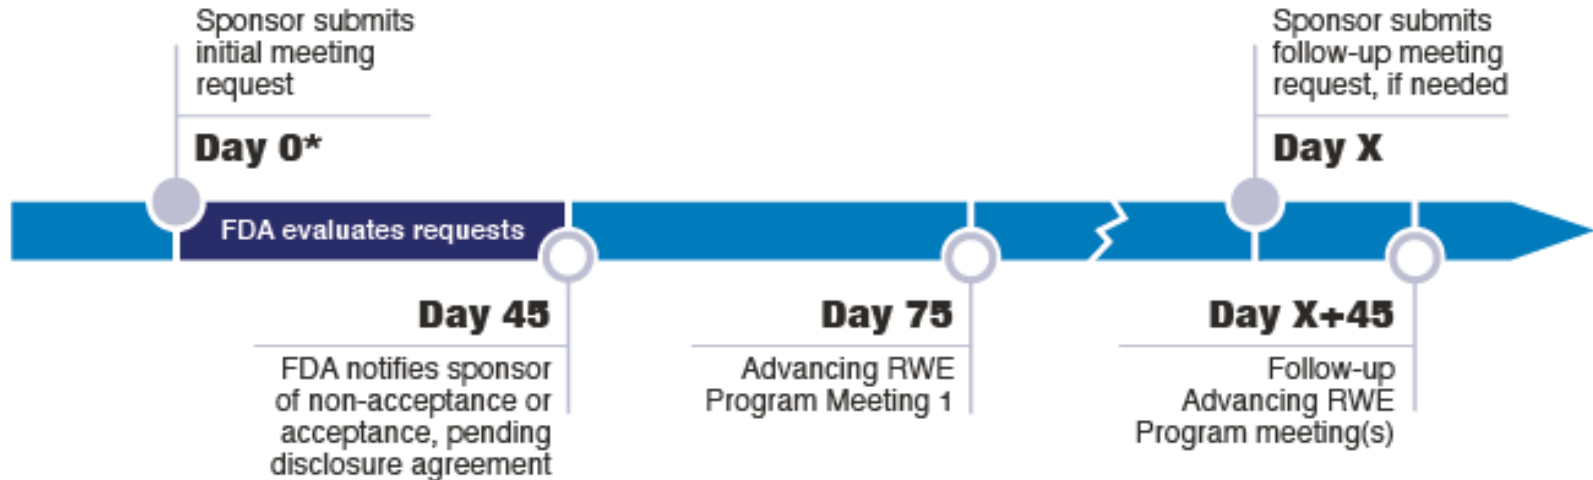 Sponsor submits
initial meeting
request
Day 0*
Sponsor submits
follow-up meeting
request, if needed
Day X
FDA evaluates requests
Day 45
FDA notifies sponsor
of non-acceptance or
acceptance, pending
disclosure agreement
Day 75
Advancing RWE
Program Meeting 1
Day X+45
Follow-up
Advancing RWE
Program meeting(s)